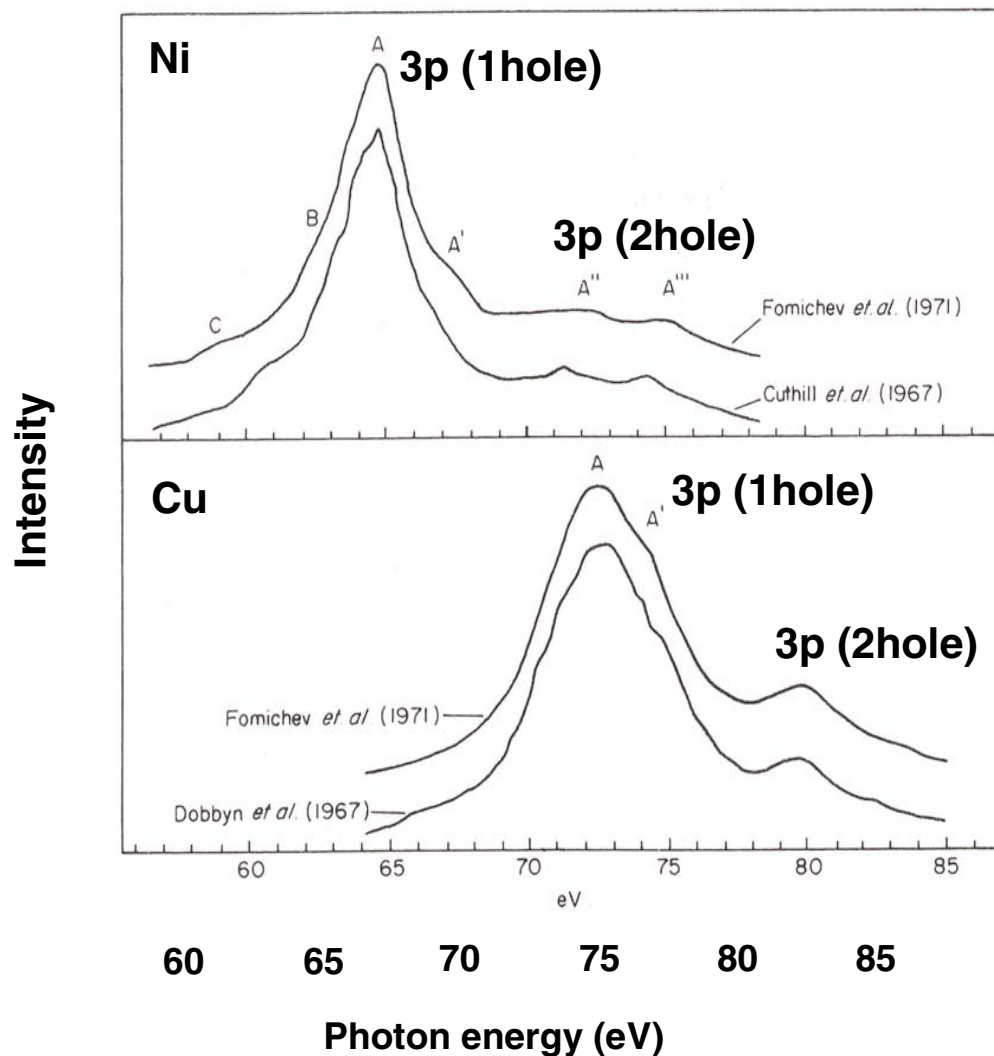 Ni
A
3p (1hole)
B
A'
3p (2hole)
C
A''
A'''
Fomichev et. al. (1971)
Cuthill et. al. (1967)
Intensity
Cu
A
3p (1hole)
A'
3p (2hole)
Fomichev et. al. (1971)
Dobbyn et al. (1967)
60 65 70 75 80 85
eV
60 65 70 75 80 85
Photon energy (eV)